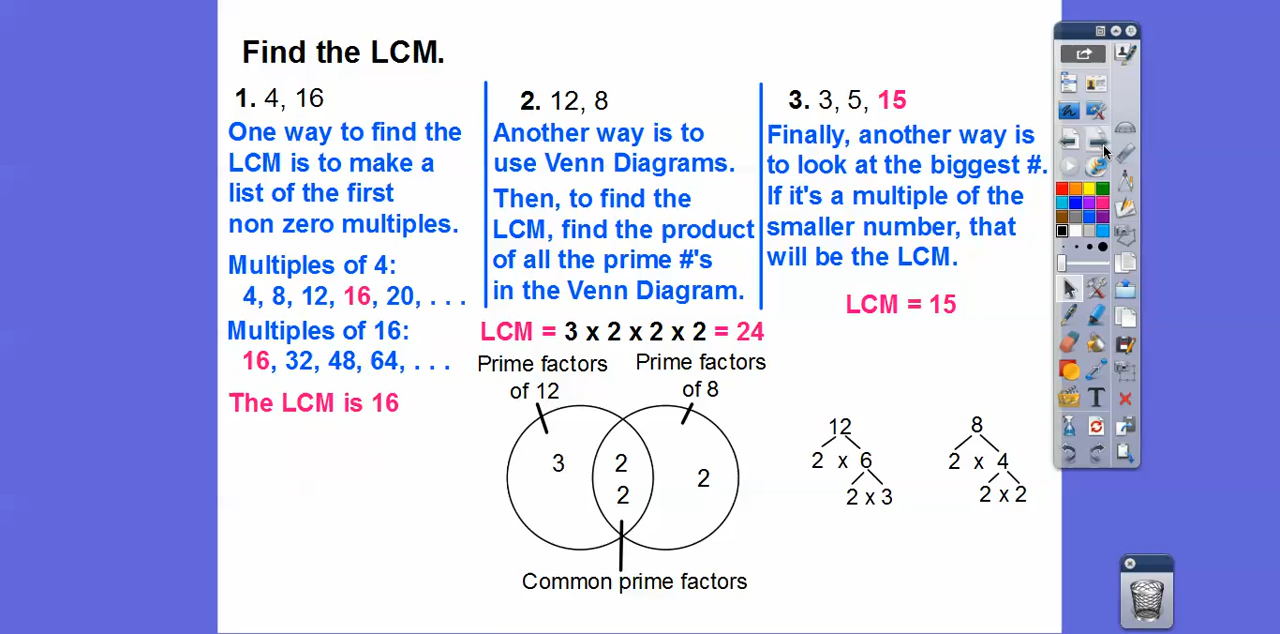 Find the LCM.
1. 4, 16
One way to find the
LCM is to make a
list of the first
non zero multiples.
Multiples of 4:
4, 8, 12, 16, 20, . . .
Multiples of 16:
16, 32, 48, 64, . . .
The LCM is 16
2. 12, 8
Another way is to
use Venn Diagrams.
Then, to find the
LCM, find the product
of all the prime #'s
in the Venn Diagram.
LCM = 3 x 2 x 2 x 2 = 24
Prime factors
of 12
Prime factors
of 8
3
2
2
2
Common prime factors
3. 3, 5, 15
Finally, another way is
to look at the biggest #.
If it's a multiple of the
smaller number, that
will be the LCM.
LCM = 15
12
2 x 6
2 x 3
8
2 x 4
2 x 2
T